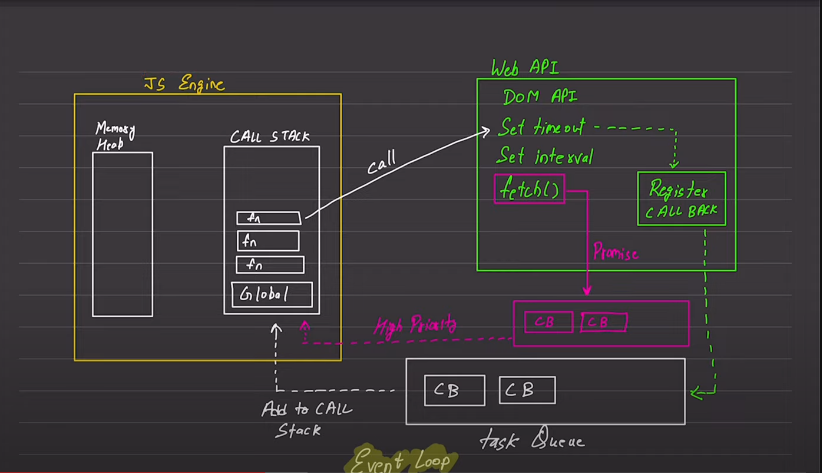 JS Engine
Memory
Heab
CALL STACK
fn
fn
fn
Global
call
Web API
DOM API
Set timeout
Set interval
fetch()
Register
CALL BACK
Promise
High Priority
CB CB
CB CB
Add to CALL
Stack
task Queue
Event Loop